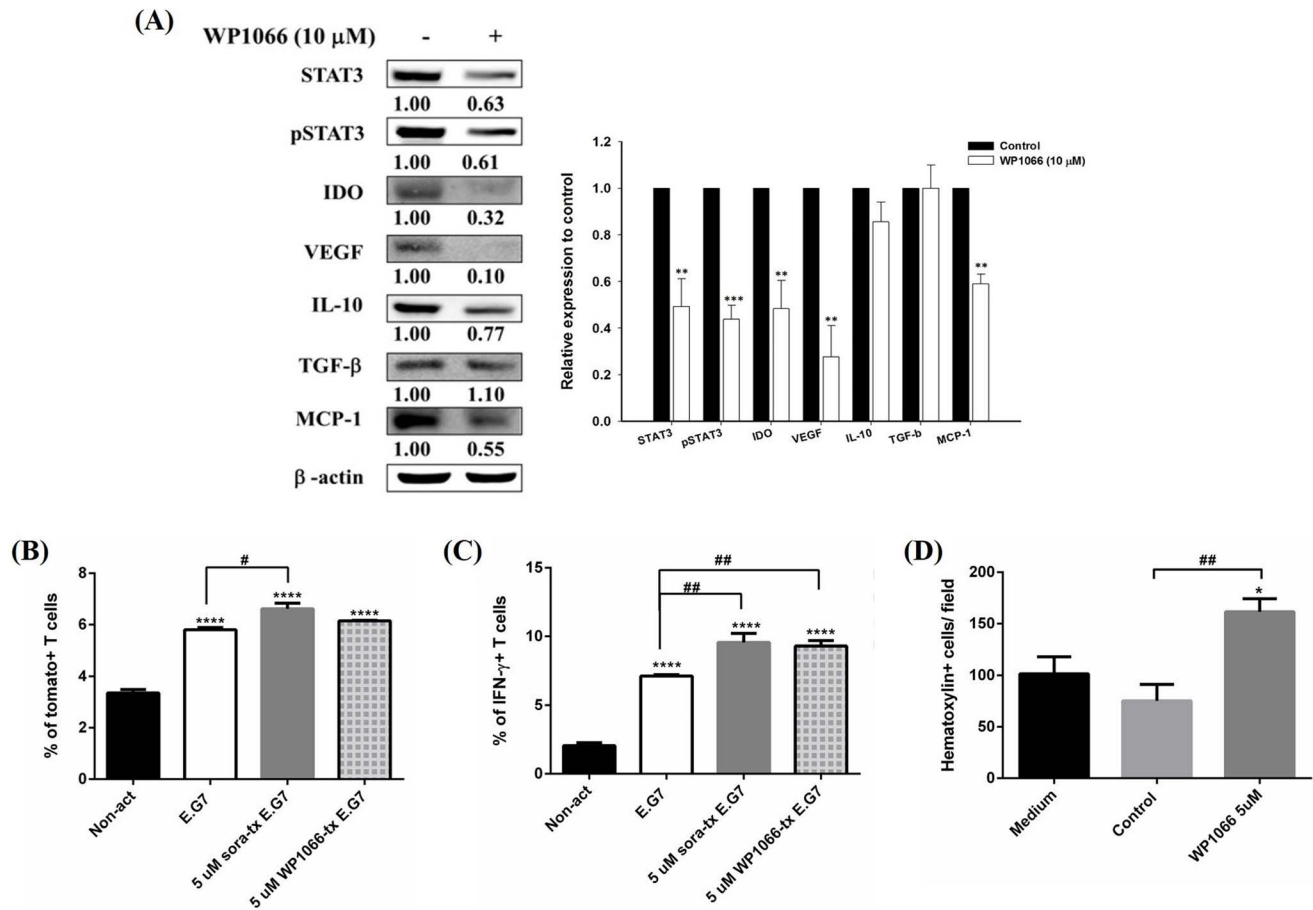 (A)
WP1066 (10 µM) - +
STAT3
1.00 0.63
pSTAT3
1.00 0.61
IDO
1.00 0.32
VEGF
1.00 0.10
IL-10
1.00 0.77
TGF-β
1.00 1.10
MCP-1
1.00 0.55
β -actin
Relative expression to control
1.2
1.0
0.8
0.6
0.4
0.2
0.0
Control
WP1066 (10 µM)
** *** ** ** **
STAT3 pSTAT3 IDO VEGF IL-10 TGF-b MCP-1
(B)
% of tomato+ T cells
8
6
4
2
0
#
**** **** ****
Non-act E.G7 5 uM sora-tx E.G7 5 uM WP1066-tx E.G7
(C)
% of IFN-γ+ T cells
15
10
5
0
##
##
**** **** ****
Non-act E.G7 5 uM sora-tx E.G7 5 uM WP1066-tx E.G7
(D)
Hematoxylin+ cells/ field
200
150
100
50
0
##
*
Medium Control WP1066 5uM